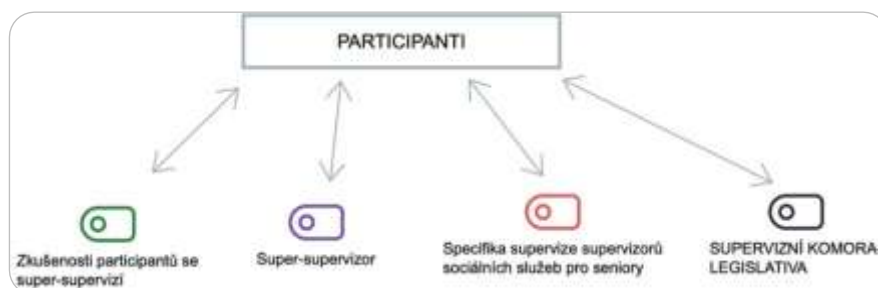 PARTICIPANTI
Zkušenosti participantů se
super-supervizí
Super-supervizor
Specifika supervize supervizorů
sociálních služeb pro seniory
SUPERVIZNÍ KOMORA
LEGISLATIVA